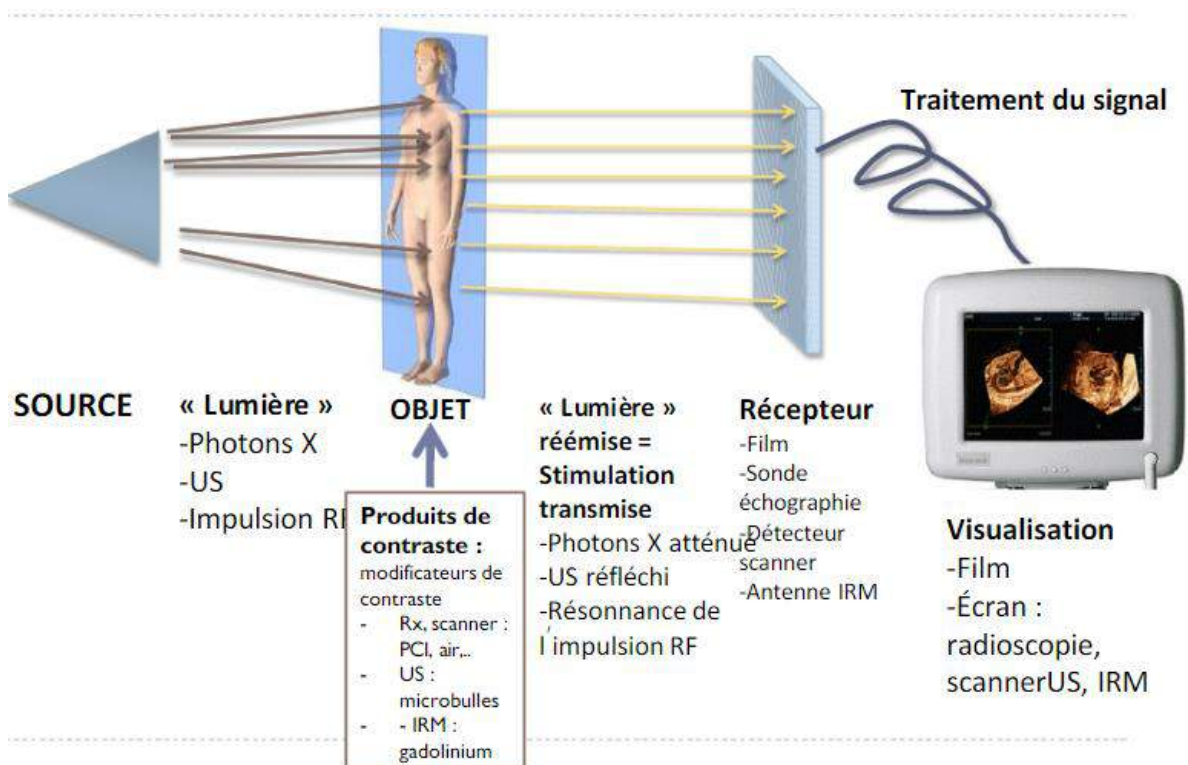 Traitement du signal
SOURCE
« Lumière »
-Photons X
-US
-Impulsion RF
OBJET
Produits de
contraste :
modificateurs de
contraste
- Rx, scanner :
PCI, air,..
- US :
microbulles
- - IRM :
gadolinium
« Lumière »
réémise =
Stimulation
transmise
-Photons X atténué
-US réfléchi
-Résonnance de
l'impulsion RF
Récepteur
-Film
-Sonde
échographie
-Détecteur
scanner
-Antenne IRM
Visualisation
-Film
-Écran :
radioscopie,
scannerUS, IRM